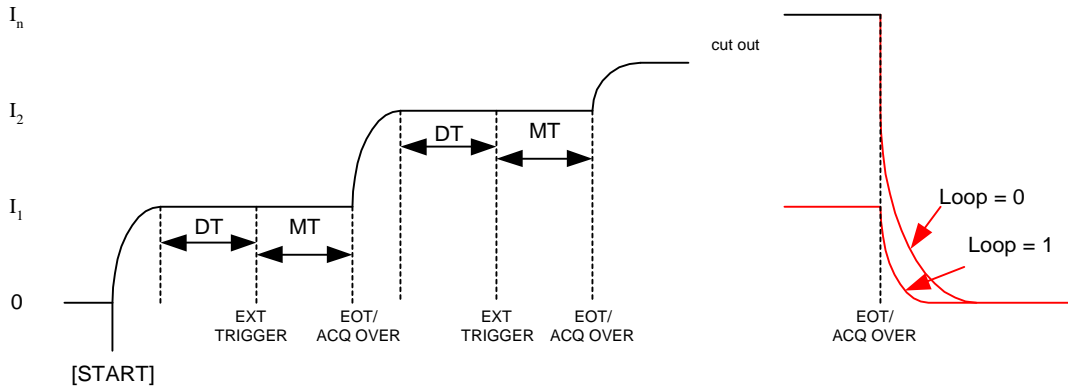 Iₙ
cut out
I₂
DT
MT
Loop = 0
I₁
DT
MT
Loop = 1
0
EXT
TRIGGER
EOT/
ACQ OVER
EXT
TRIGGER
EOT/
ACQ OVER
EOT/
ACQ OVER
[START]